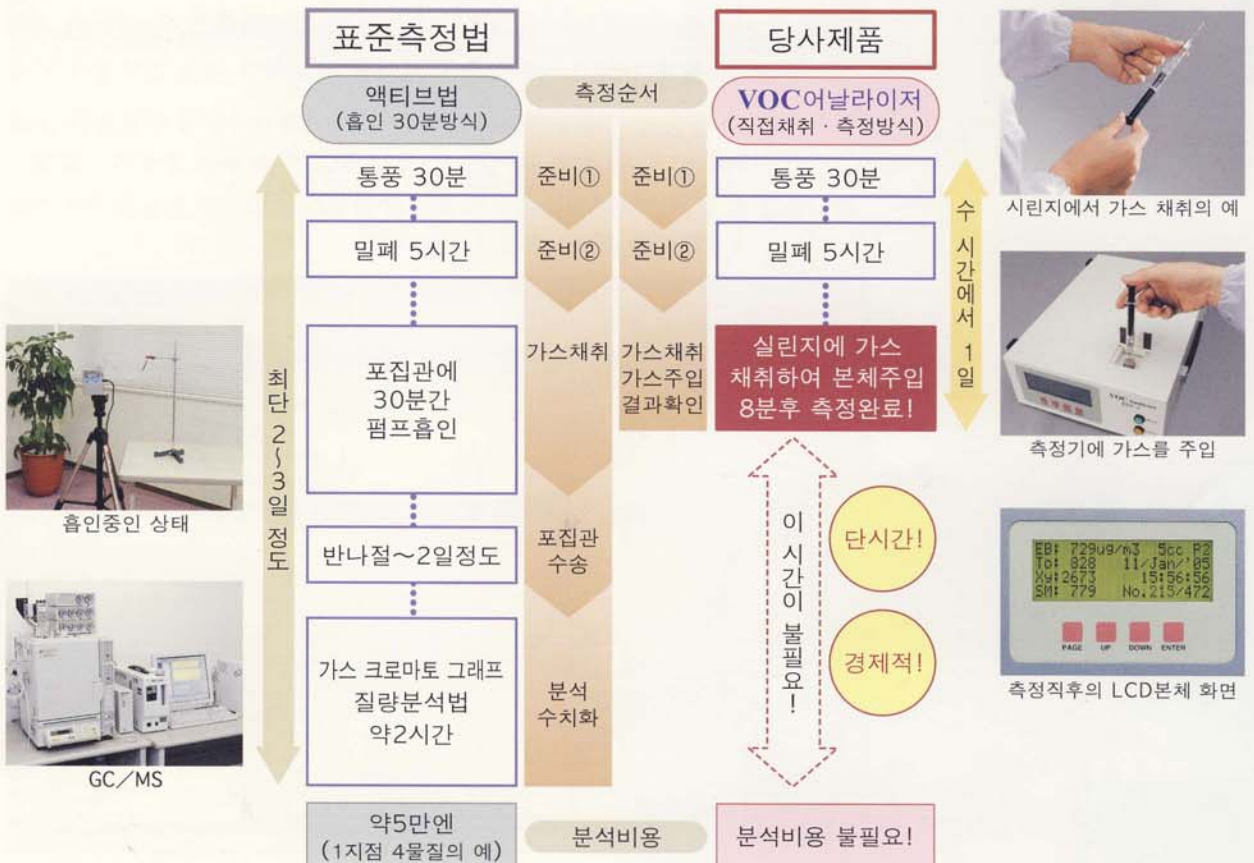 표준측정법
당사제품
액티브법
(흡인 30분방식)
측정순서
VOC어날라이저
(직접채취 · 측정방식)
통풍 30분
준비①
준비①
통풍 30분
밀폐 5시간
준비②
준비②
밀폐 5시간
포집관에
30분간
펌프흡인
가스채취
가스채취
가스주입
결과확인
실린지에 가스
채취하여 본체주입
8분후 측정완료!
반나절～2일정도
포집관
수송
가스 크로마토 그래프
질량분석법
약2시간
분석
수치화
최단 2～3일 정도
수 시간에서 1일
이 시간이 불필요!
단시간!
경제적!
약5만엔
(1지점 4물질의 예)
분석비용
분석비용 불필요!
흡인중인 상태
GC／MS
시린지에서 가스 채취의 예
VOC Analyzer
측정기에 가스를 주입
EB: 729ug/m3 5cc P2
To: 828 11/Jan/'05
Xy:2673 15:56:56
SM: 779 No.215/472
PAGE UP DOWN ENTER
측정직후의 LCD본체 화면